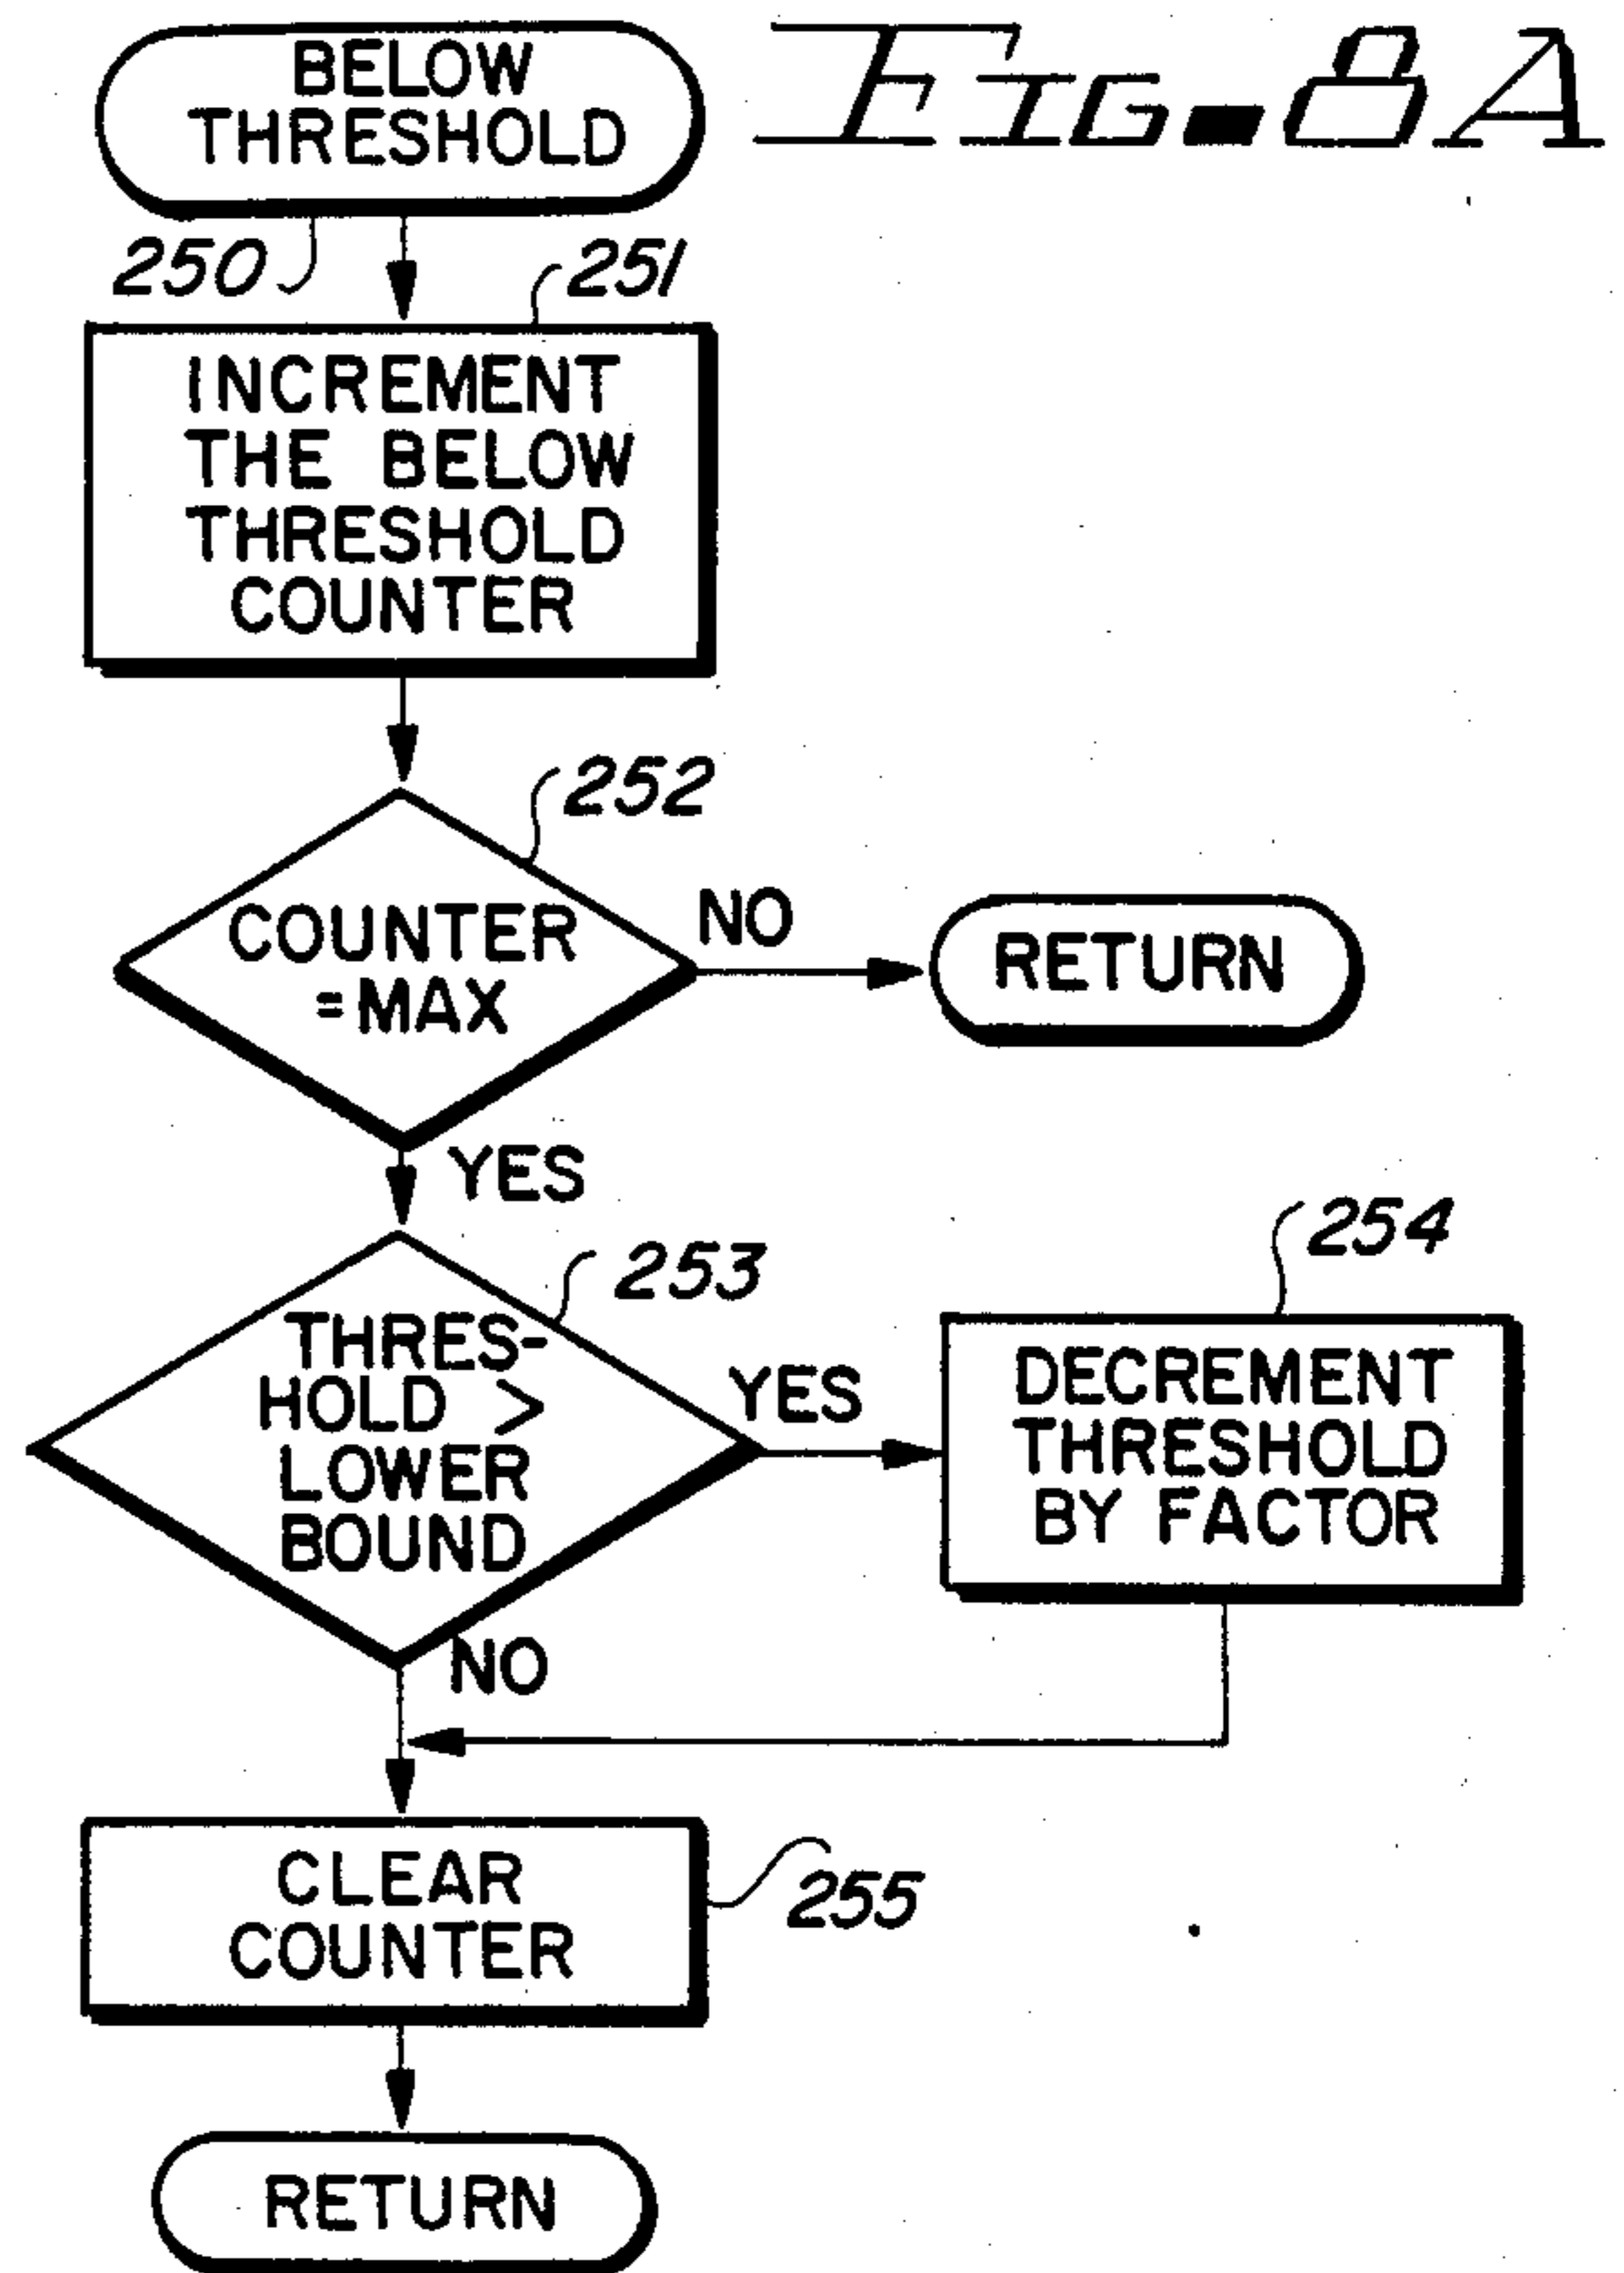 FIG. 8A
BELOW
THRESHOLD
250
251
INCREMENT
THE BELOW
THRESHOLD
COUNTER
252
COUNTER
=MAX
NO
RETURN
YES
253
THRES-
HOLD >
LOWER
BOUND
YES
254
DECREMENT
THRESHOLD
BY FACTOR
NO
CLEAR
COUNTER
255
RETURN